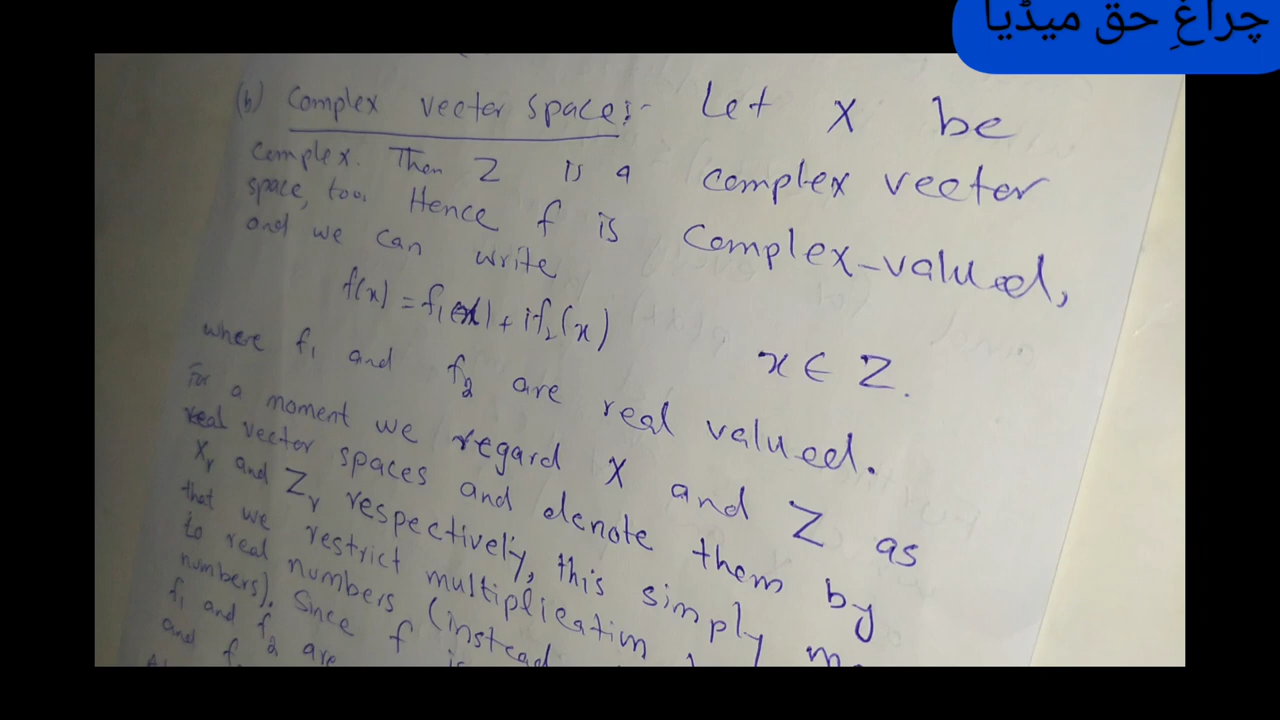 چراغِ حق میڈیا
(b) Complex vector space:- Let X be
complex. Then Z is a complex vector
space, too. Hence f is complex-valued,
and we can write
f(x) = f₁(x) + if₂(x) x ∈ Z.
where f₁ and f₂ are real valued.
For a moment we regard X and Z as
real vector spaces and denote them by
Xᵣ and Zᵣ respectively, this simply
that we restrict multiplication
to real numbers (instead
numbers). Since f is
f₁ and f₂ are
and f